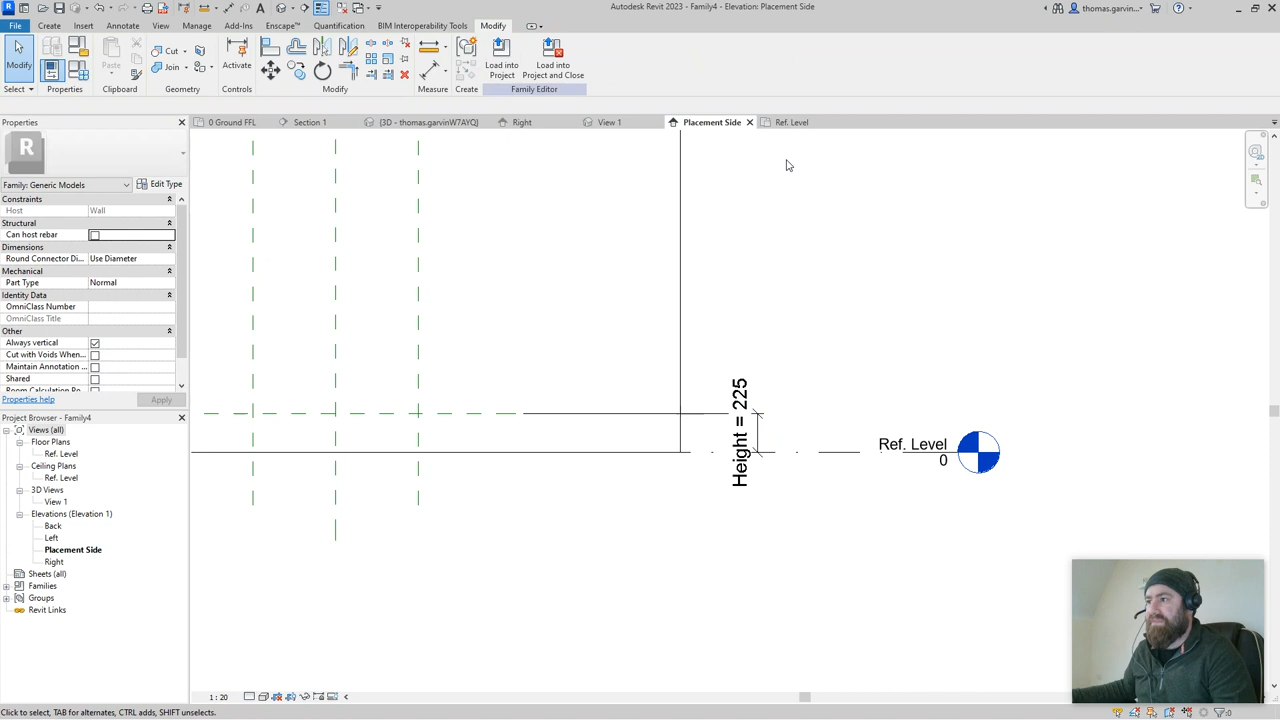 Autodesk Revit 2023 - Family4 - Elevation: Placement Side
thomas.garvin...
File
Create
Insert
Annotate
View
Manage
Add-Ins
Enscape™
Quantification
BIM Interoperability Tools
Modify
Modify
Paste
Cut
Join
Activate
Load into
Project
Load into
Project and Close
Select
Properties
Clipboard
Geometry
Controls
Modify
Measure
Create
Family Editor
Properties
0 Ground FFL
Section 1
{3D - thomas.garvinW7AYQ}
Right
View 1
Placement Side
Ref. Level
R
Family: Generic Models
Edit Type
Constraints
Host
Wall
Structural
Can host rebar
Dimensions
Round Connector Di...
Use Diameter
Mechanical
Part Type
Normal
Identity Data
OmniClass Number
OmniClass Title
Other
Always vertical
Cut with Voids When...
Maintain Annotation ...
Shared
Room Calculation Po...
Properties help
Apply
Project Browser - Family4
Views (all)
Floor Plans
Ref. Level
Ceiling Plans
Ref. Level
3D Views
View 1
Elevations (Elevation 1)
Back
Left
Placement Side
Right
Sheets (all)
Families
Groups
Revit Links
Height = 225
Ref. Level
0
1 : 20
Click to select, TAB for alternates, CTRL adds, SHIFT unselects.
:0